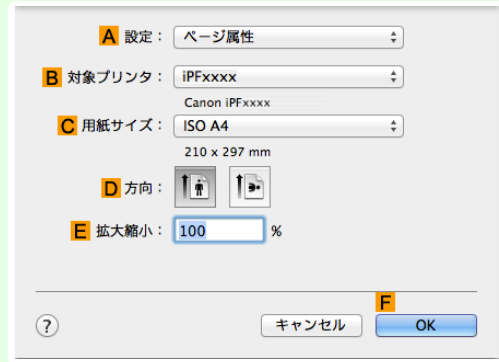 A 設定： ページ属性
B 対象プリンタ： iPFxxxx
Canon iPFxxxx
C 用紙サイズ： ISO A4
210 x 297 mm
D 方向：
E 拡大縮小： 100 %
F
? キャンセル OK